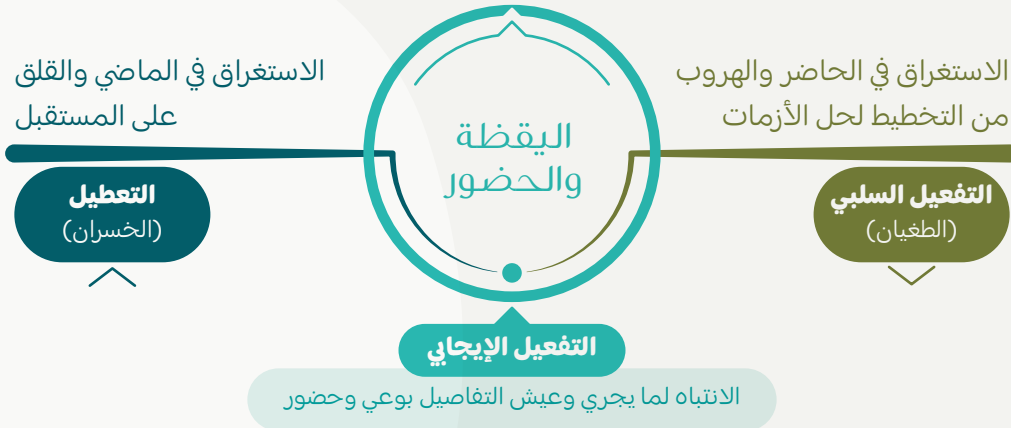 الاستغراق في الحاضر والهروب
من التخطيط لحل الأزمات
التفعيل السلبي
(الطغيان)
اليقظة
والحضور
الاستغراق في الماضي والقلق
على المستقبل
التعطيل
(الخسران)
التفعيل الإيجابي
الانتباه لما يجري وعيش التفاصيل بوعي وحضور